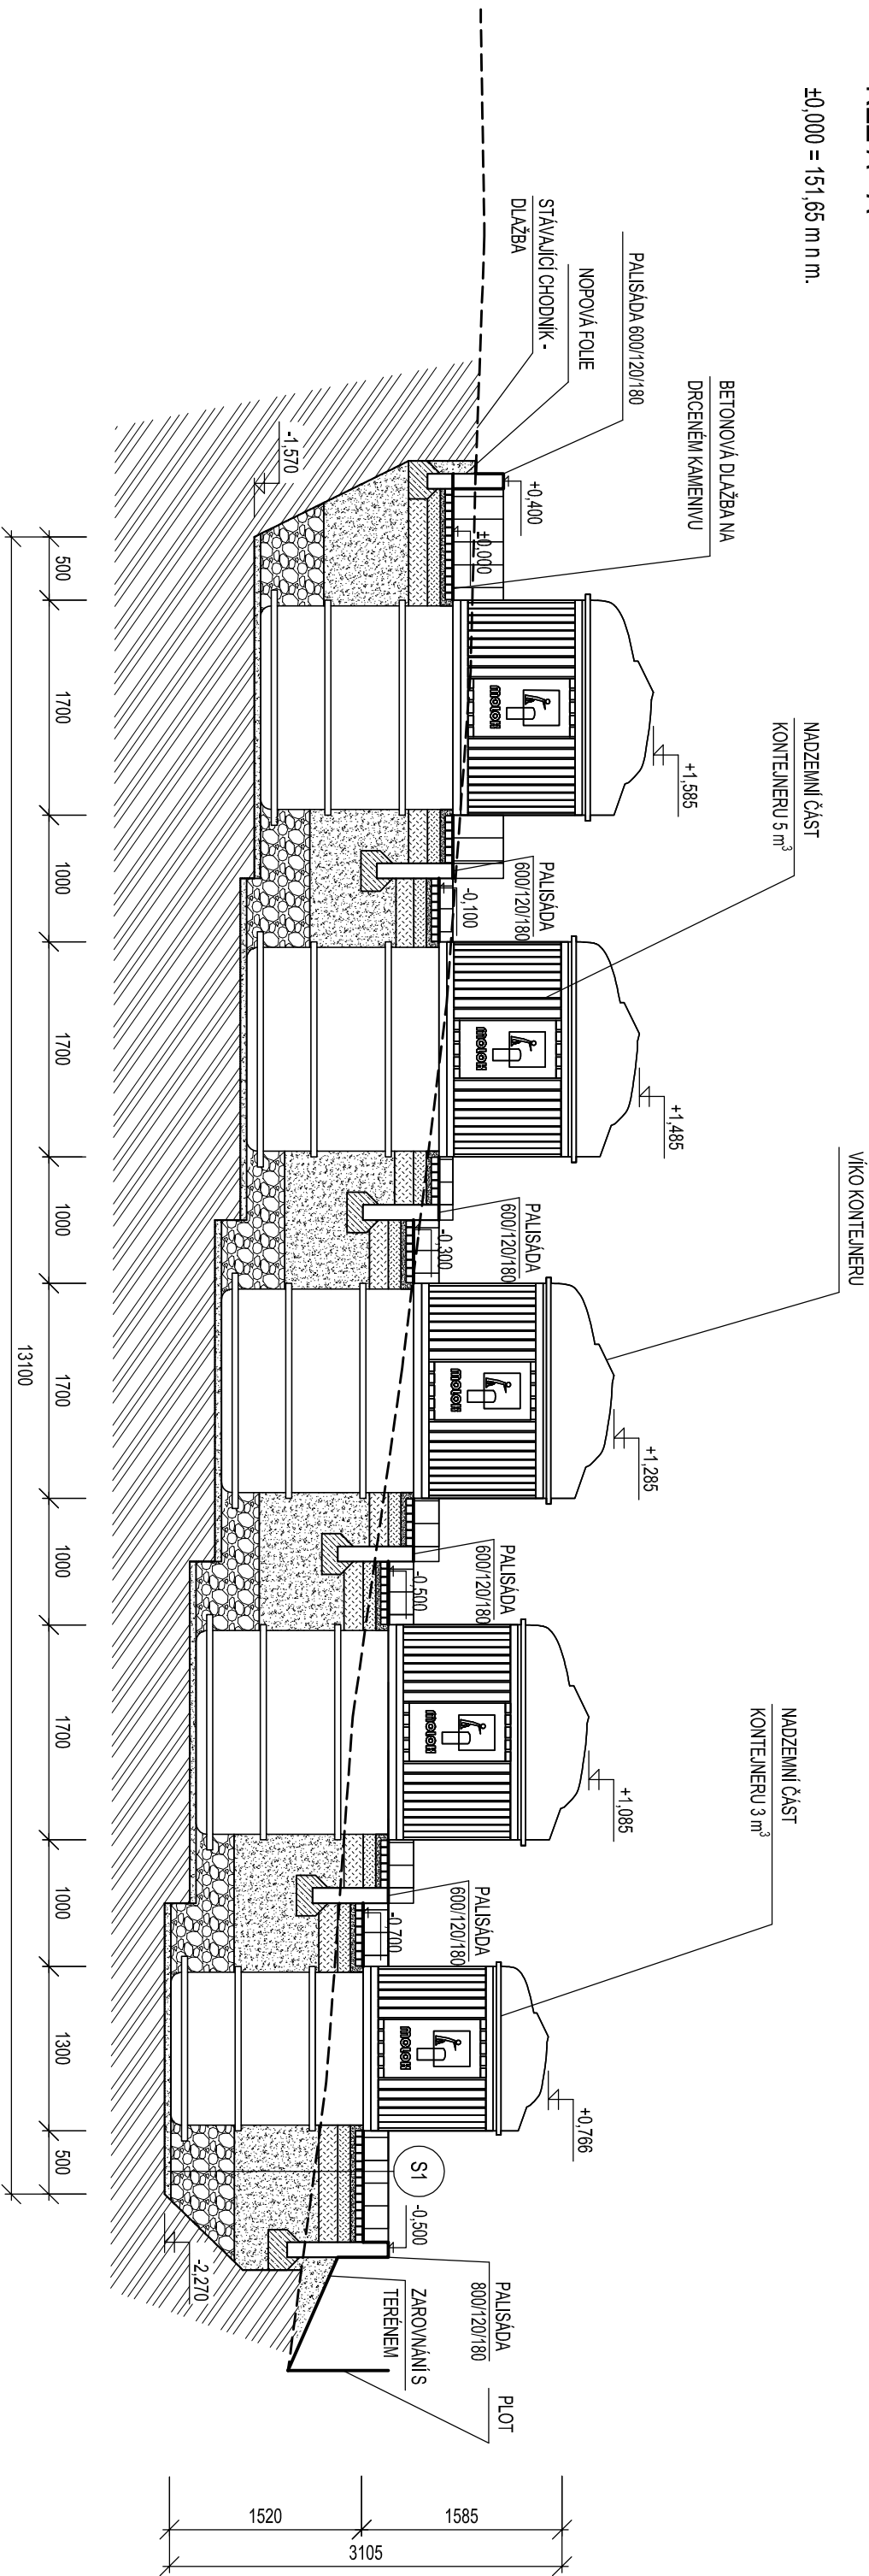 ±0,000 = 151,65 m n m.
VÍKO KONTEJNERU
NADZEMNÍ ČÁST
KONTEJNERU 5 m³
NADZEMNÍ ČÁST
KONTEJNERU 3 m³
BETONOVÁ DLAŽBA NA
DRCENÉM KAMENIVU
PALISÁDA 600/120/180
NOPOVÁ FOLIE
STÁVAJÍCÍ CHODNÍK -
DLAŽBA
+0,400
±0,000
-1,570
+1,585
+1,485
+1,285
+1,085
+0,766
MOLOK
MOLOK
MOLOK
MOLOK
MOLOK
PALISÁDA
600/120/180
-0,100
PALISÁDA
600/120/180
-0,300
PALISÁDA
600/120/180
-0,500
PALISÁDA
600/120/180
-0,700
S1
-0,500
-2,270
PALISÁDA
800/120/180
ZAROVNÁNÍ S
TERÉNEM
PLOT
500
1700
1000
1700
1000
1700
1000
1700
1000
1300
500
13100
1585
1520
3105